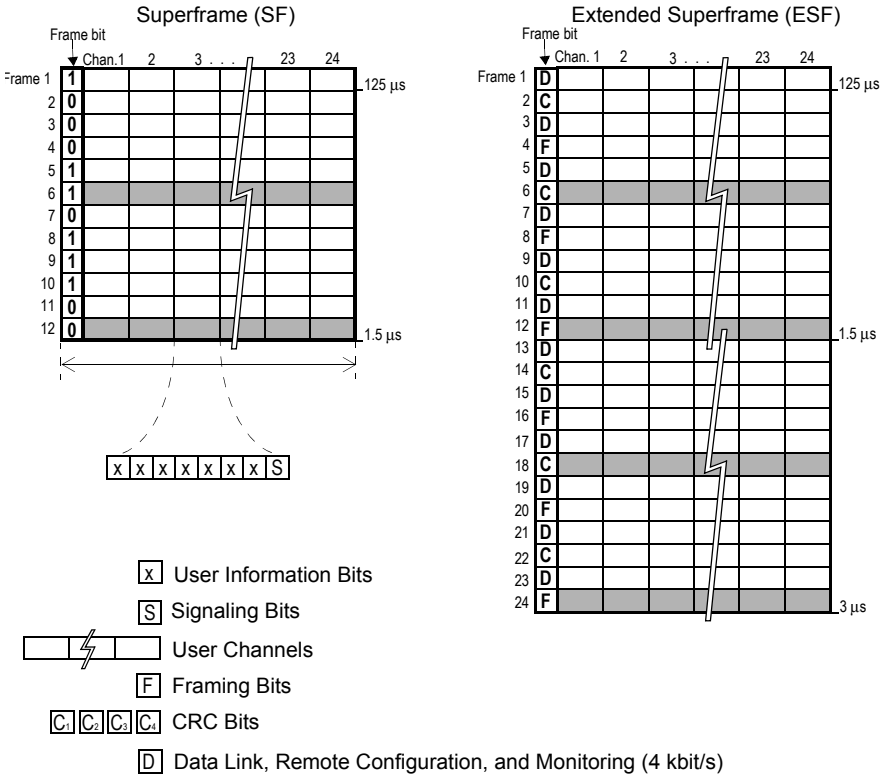 Superframe (SF)
Frame bit
Chan.1 2 3 . . . 23 24
Frame 1 1
125 μs
2 0
3 0
4 0
5 1
6 1
7 0
8 1
9 1
10 1
11 0
12 0
1.5 μs
x x x x x x x S
Extended Superframe (ESF)
Frame bit
Chan. 1 2 3 . . . 23 24
Frame 1 D
125 μs
2 C
3 D
4 F
5 D
6 C
7 D
8 F
9 D
10 C
11 D
12 F
1.5 μs
13 D
14 C
15 D
16 F
17 D
18 C
19 D
20 F
21 D
22 C
23 D
24 F
3 μs
x User Information Bits
S Signaling Bits
User Channels
F Framing Bits
C₁ C₂ C₃ C₄ CRC Bits
D Data Link, Remote Configuration, and Monitoring (4 kbit/s)